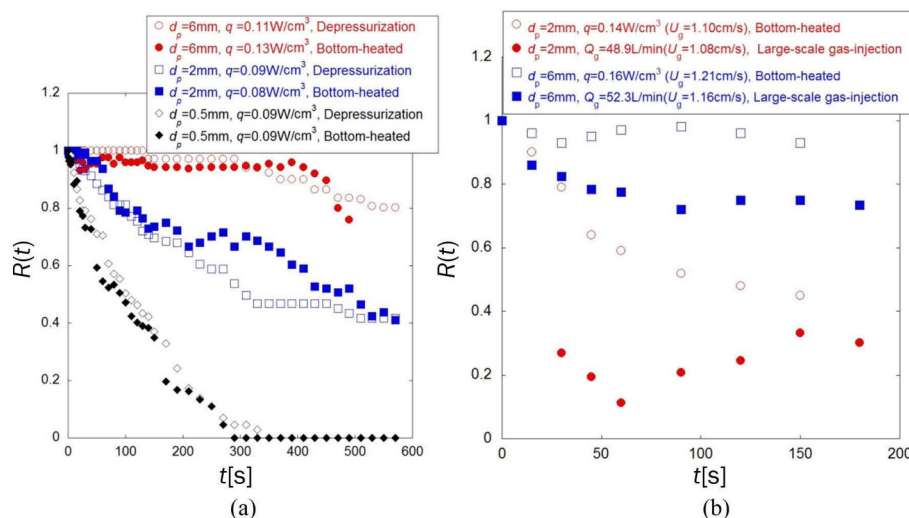 d_p=6mm, q=0.11W/cm³, Depressurization
d_p=6mm, q=0.13W/cm³, Bottom-heated
d_p=2mm, q=0.09W/cm³, Depressurization
d_p=2mm, q=0.08W/cm³, Bottom-heated
d_p=0.5mm, q=0.09W/cm³, Depressurization
d_p=0.5mm, q=0.09W/cm³, Bottom-heated
1.2
1
0.8
0.6
0.4
0.2
0
R(t)
0 100 200 300 400 500 600
t[s]
(a)
d_p=2mm, q=0.14W/cm³ (U_g=1.10cm/s), Bottom-heated
d_p=2mm, Q_g=48.9L/min(U_g=1.08cm/s), Large-scale gas-injection
d_p=6mm, q=0.16W/cm³ (U_g=1.21cm/s), Bottom-heated
d_p=6mm, Q_g=52.3L/min(U_g=1.16cm/s), Large-scale gas-injection
1.2
1
0.8
0.6
0.4
0.2
0
R(t)
0 50 100 150 200
t[s]
(b)